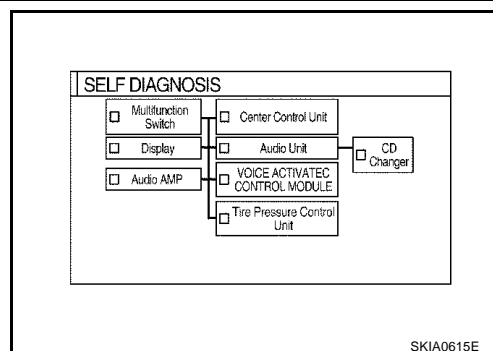 SELF DIAGNOSIS
Multifunction
Switch
Center Control Unit
Display
Audio Unit
CD
Changer
Audio AMP
VOICE ACTIVATEC
CONTROL MODULE
Tire Pressure Control
Unit
SKIA0615E